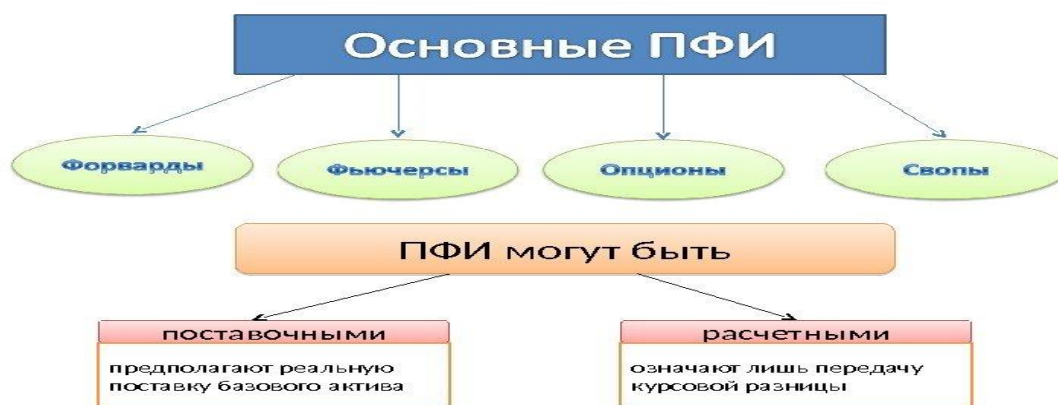 Основные ПФИ
Форварды
Фьючерсы
Опционы
Свопы
ПФИ могут быть
поставочными
предполагают реальную
поставку базового актива
расчетными
означают лишь передачу
курсовой разницы